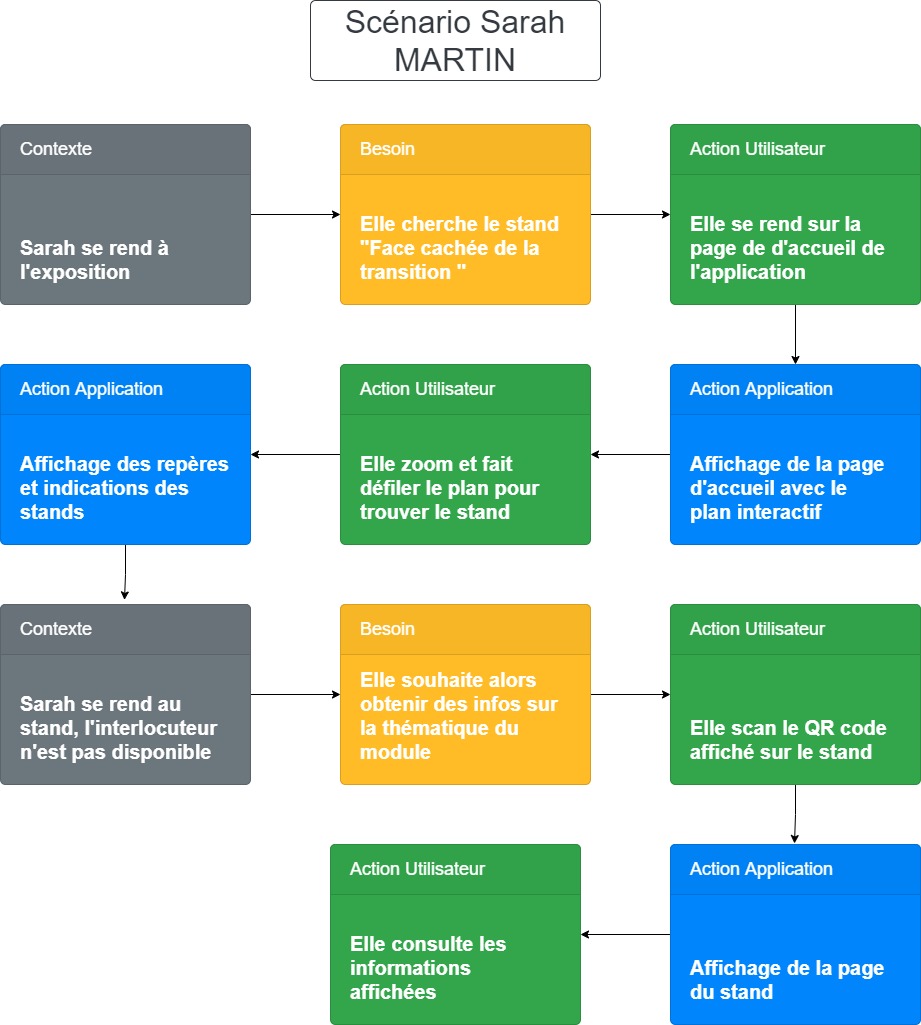 Scénario Sarah
MARTIN
Contexte
Sarah se rend à
l'exposition
Besoin
Elle cherche le stand
"Face cachée de la
transition "
Action Utilisateur
Elle se rend sur la
page de d'accueil de
l'application
Action Application
Affichage de la page
d'accueil avec le
plan interactif
Action Utilisateur
Elle zoom et fait
défiler le plan pour
trouver le stand
Action Application
Affichage des repères
et indications des
stands
Contexte
Sarah se rend au
stand, l'interlocuteur
n'est pas disponible
Besoin
Elle souhaite alors
obtenir des infos sur
la thématique du
module
Action Utilisateur
Elle scan le QR code
affiché sur le stand
Action Application
Affichage de la page
du stand
Action Utilisateur
Elle consulte les
informations
affichées